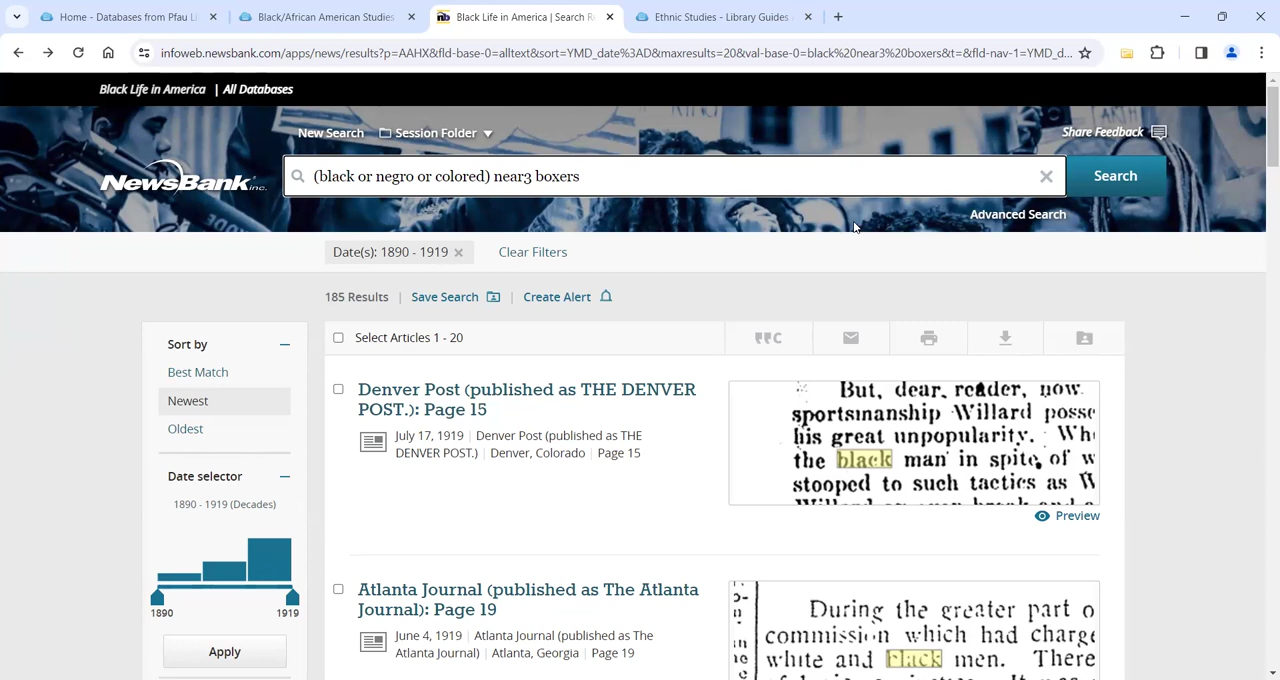 Home - Databases from Pfau Li
Black/African American Studies
Black Life in America | Search R
Ethnic Studies - Library Guides
infoweb.newsbank.com/apps/news/results?p=AAHX&fld-base-0=alltext&sort=YMD_date%3AD&maxresults=20&val-base-0=black%20near3%20boxers&t=&fld-nav-1=YMD_d...
Black Life in America | All Databases
New Search Session Folder
Share Feedback
NewsBank inc.
(black or negro or colored) near3 boxers
Search
Advanced Search
Date(s): 1890 - 1919
Clear Filters
185 Results | Save Search | Create Alert
Sort by
Best Match
Newest
Oldest
Date selector
1890 - 1919 (Decades)
1890 1919
Apply
Select Articles 1 - 20
Denver Post (published as THE DENVER
POST.): Page 15
July 17, 1919 | Denver Post (published as THE
DENVER POST.) | Denver, Colorado | Page 15
But, dear, reader, now
sportsmanship Willard posse
his great unpopularity. Wh
the black man in spite, of w
stooped to such tactics as W
Preview
Atlanta Journal (published as The Atlanta
Journal): Page 19
June 4, 1919 | Atlanta Journal (published as The
Atlanta Journal) | Atlanta, Georgia | Page 19
During the greater part o
commission which had charge
white and black men. There